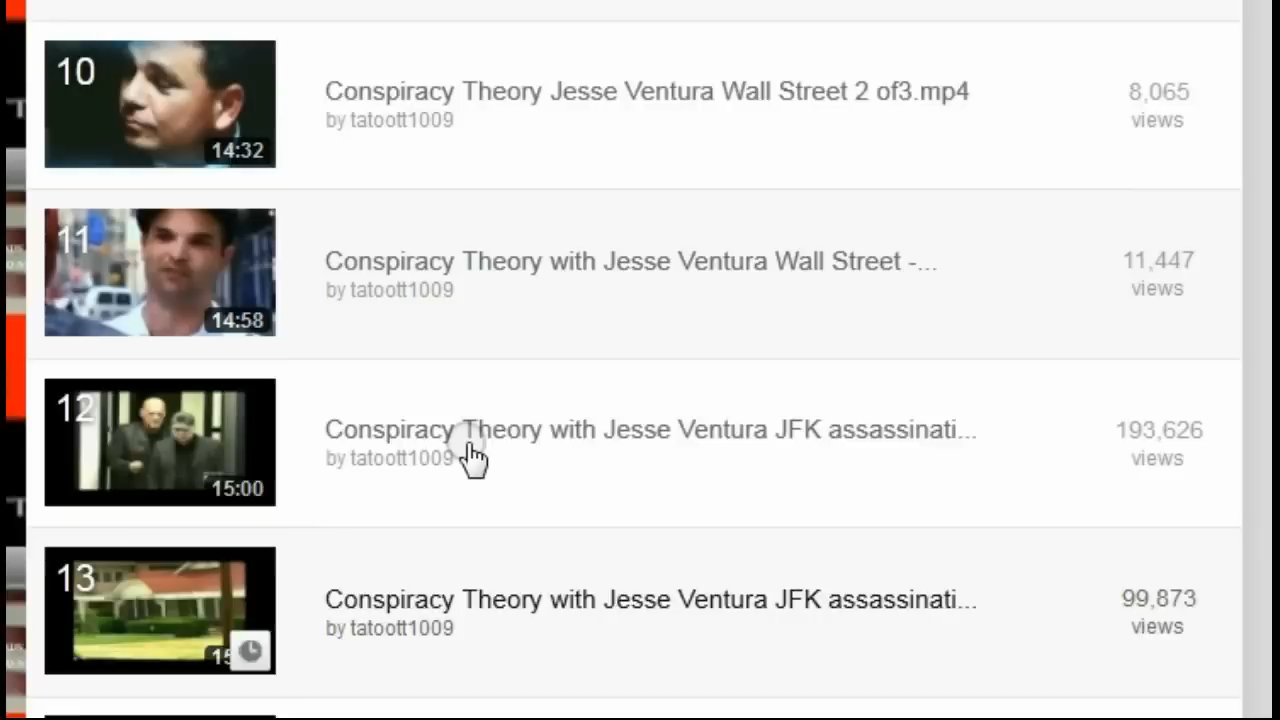 10
Conspiracy Theory Jesse Ventura Wall Street 2 of3.mp4
by tatoott1009
8,065
views
14:32
11
Conspiracy Theory with Jesse Ventura Wall Street -...
by tatoott1009
11,447
views
14:58
12
Conspiracy Theory with Jesse Ventura JFK assassinati...
by tatoott1009
193,626
views
15:00
13
Conspiracy Theory with Jesse Ventura JFK assassinati...
by tatoott1009
99,873
views